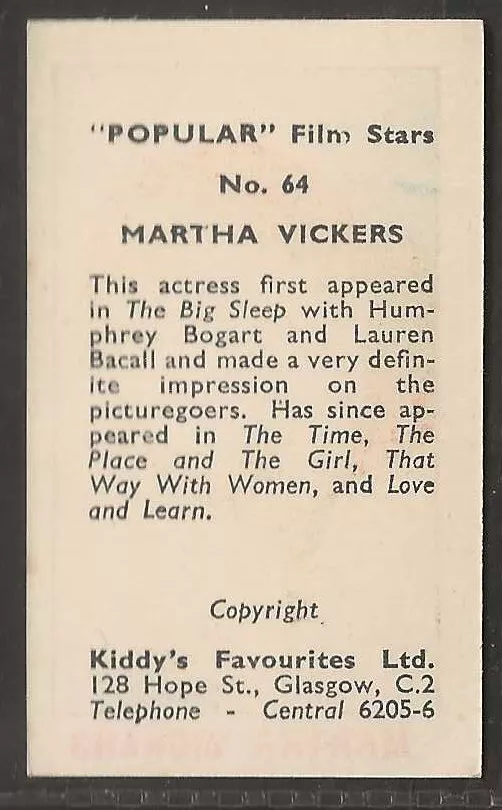 "POPULAR" Film Stars
No. 64
MARTHA VICKERS
This actress first appeared
in The Big Sleep with Hum-
phrey Bogart and Lauren
Bacall and made a very defin-
ite impression on the
picturegoers. Has since ap-
peared in The Time, The
Place and The Girl, That
Way With Women, and Love
and Learn.
Copyright
Kiddy's Favourites Ltd.
128 Hope St., Glasgow, C.2
Telephone - Central 6205-6